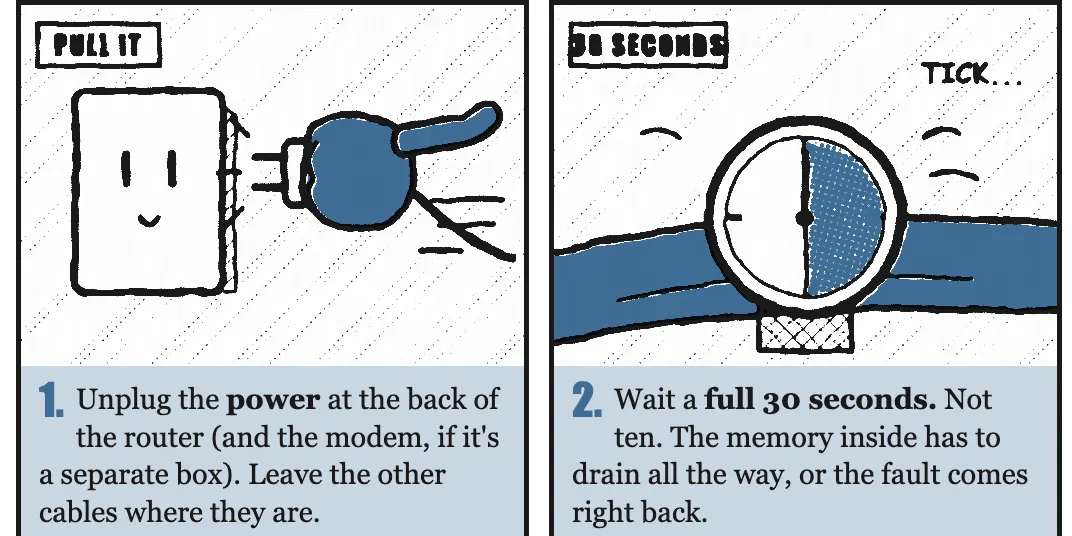 PULL IT
1. Unplug the power at the back of
the router (and the modem, if it's
a separate box). Leave the other
cables where they are.
30 SECONDS
TICK...
2. Wait a full 30 seconds. Not
ten. The memory inside has to
drain all the way, or the fault comes
right back.